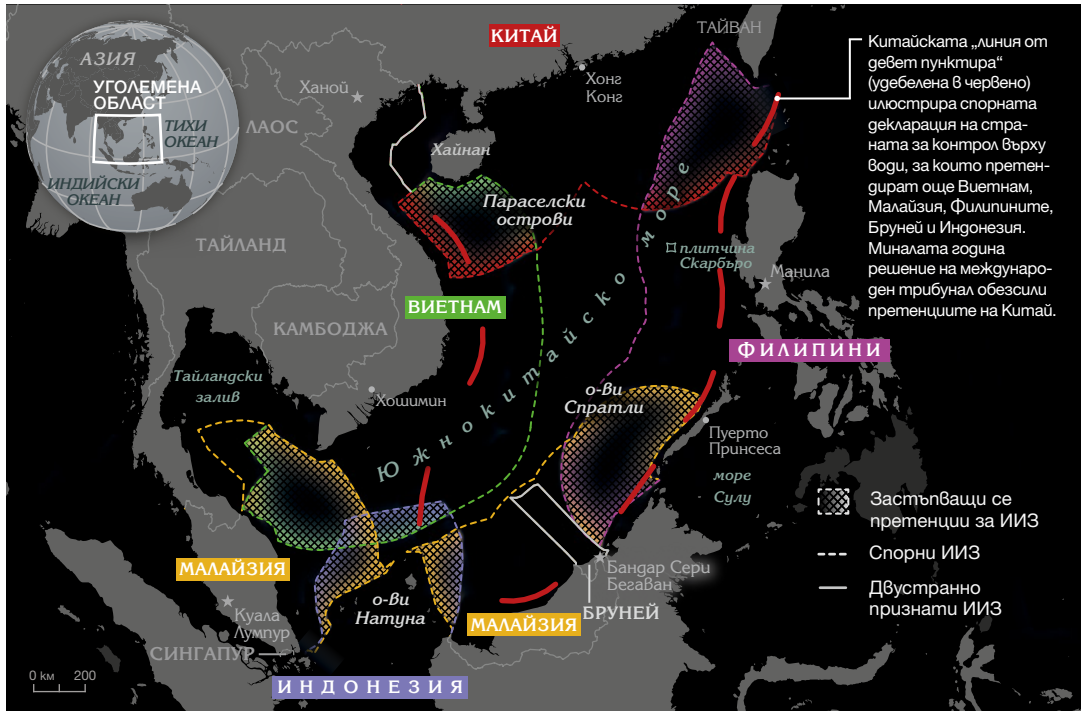 АЗИЯ
УГОЛЕМЕНА
ОБЛАСТ
ТИХИ
ОКЕАН
ИНДИЙСКИ
ОКЕАН
КИТАЙ
ТАЙВАН
Ханой
Хонг
Конг
ЛАОС
Хайнан
Параселски
острови
ТАЙЛАНД
ВИЕТНАМ
КАМБОДЖА
Тайландски
залив
Хошимин
Южнокитайско море
плитчина
Скарбъро
Манила
ФИЛИПИНИ
о-ви
Спратли
Пуерто
Принсеса
море
Сулу
МАЛАЙЗИЯ
о-ви
Натуна
Куала
Лумпур
СИНГАПУР
МАЛАЙЗИЯ
БРУНЕЙ
Бандар Сери
Бегаван
ИНДОНЕЗИЯ
0 км 200
Китайската „линия от
девет пунктира“
(удебелена в червено)
илюстрира спорната
декларация на стра-
ната за контрол върху
води, за които претен-
дират още Виетнам,
Малайзия, Филипините,
Бруней и Индонезия.
Миналата година
решение на междунаро-
ден трибунал обезсили
претенциите на Китай.
Застъпващи се
претенции за ИИЗ
Спорни ИИЗ
Двустранно
признати ИИЗ